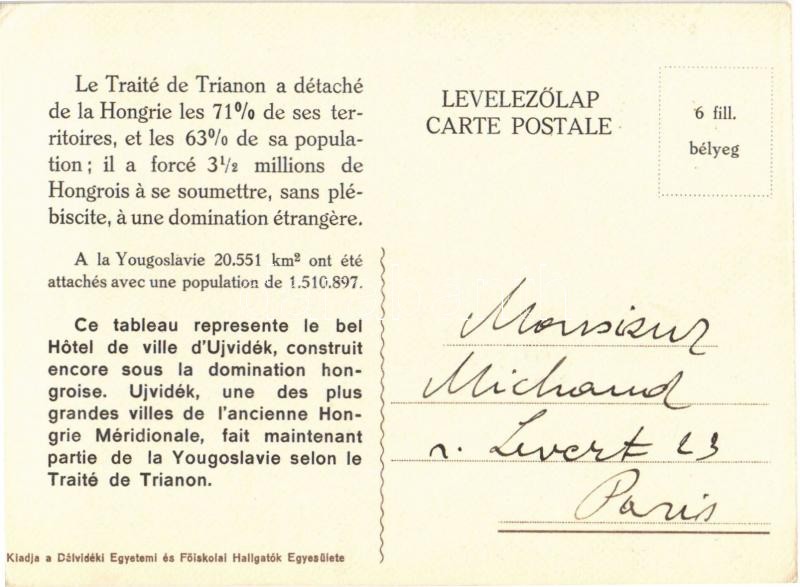 Le Traité de Trianon a détaché
de la Hongrie les 71% de ses ter-
ritoires, et les 63% de sa popula-
tion; il a forcé 3½ millions de
Hongrois à se soumettre, sans plé-
biscite, à une domination étrangère.
A la Yougoslavie 20.551 km² ont été
attachés avec une population de 1.510.897.
Ce tableau represente le bel
Hôtel de ville d'Ujvidék, construit
encore sous la domination hon-
groise. Ujvidék, une des plus
grandes villes de l'ancienne Hon-
grie Méridionale, fait maintenant
partie de la Yougoslavie selon le
Traité de Trianon.
Kiadja a Délvidéki Egyetemi és Főiskolai Hallgatók Egyesülete
LEVELEZŐLAP
CARTE POSTALE
6 fill.
bélyeg
Monsieur
Michaud
r. Levert 23
Paris